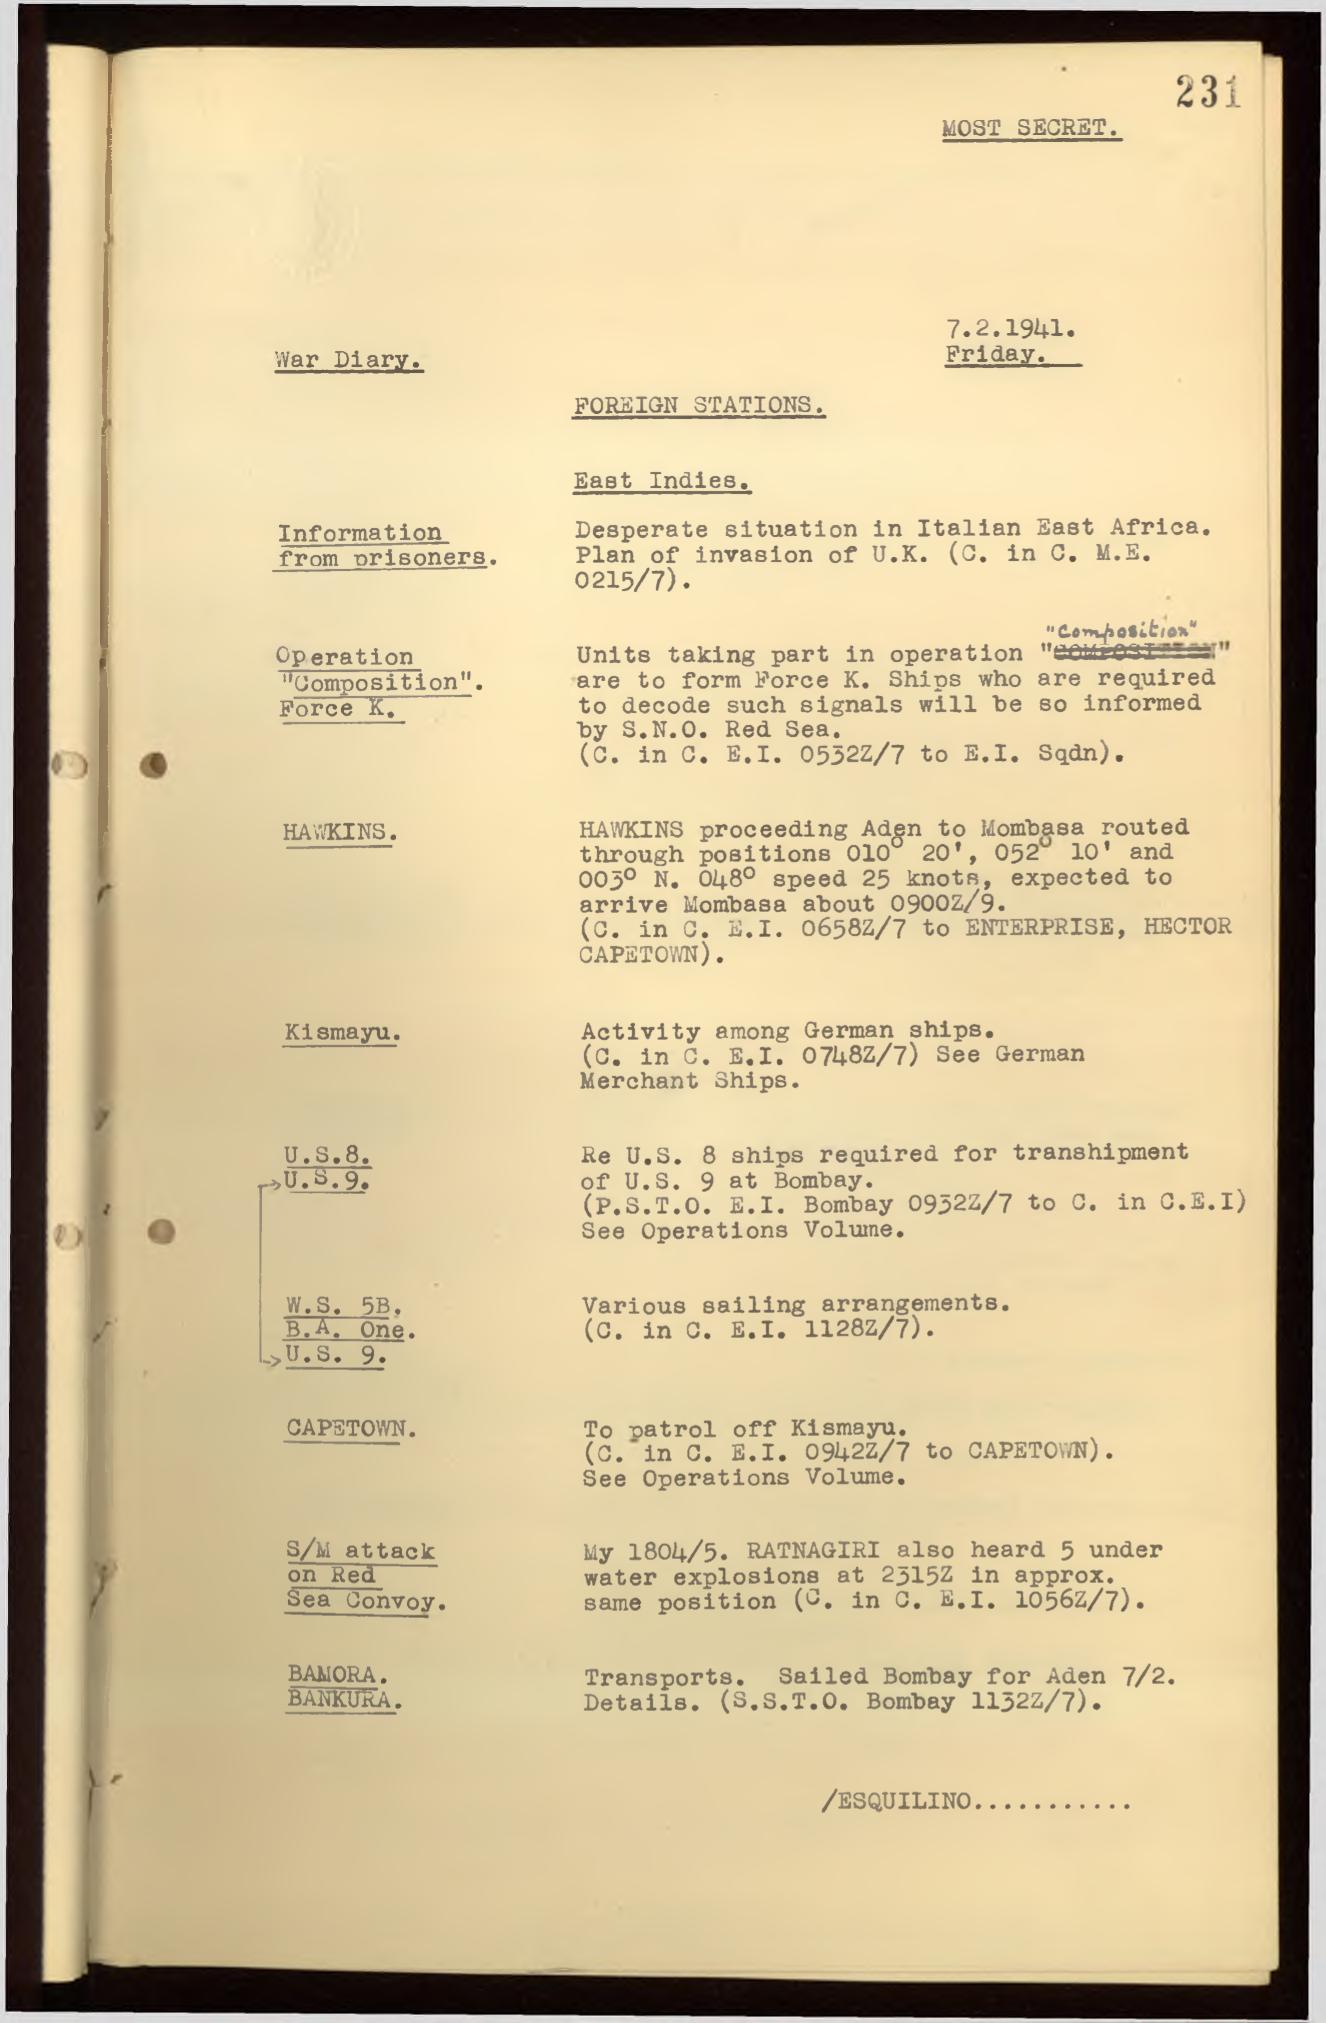 231
MOST SECRET.
7.2.1941.
War Diary.
Friday.
FOREIGN STATIONS.
East Indies.
Information
from prisoners.
Desperate situation in Italian East Africa.
Plan of invasion of U.K. (C. in C. M.E.
0215/7).
Operation
"Composition".
Force K.
"Composition"
Units taking part in operation "COMPOSITION"
are to form Force K. Ships who are required
to decode such signals will be so informed
by S.N.O. Red Sea.
(C. in C. E.I. 0532Z/7 to E.I. Sqdn).
HAWKINS.
HAWKINS proceeding Aden to Mombasa routed
through positions 010° 20', 052° 10' and
003° N. 048° speed 25 knots, expected to
arrive Mombasa about 0900Z/9.
(C. in C. E.I. 0658Z/7 to ENTERPRISE, HECTOR
CAPETOWN).
Kismayu.
Activity among German ships.
(C. in C. E.I. 0748Z/7) See German
Merchant Ships.
U.S.8.
U.S.9.
Re U.S. 8 ships required for transhipment
of U.S. 9 at Bombay.
(P.S.T.O. E.I. Bombay 0932Z/7 to C. in C.E.I)
See Operations Volume.
W.S. 5B.
B.A. One.
U.S. 9.
Various sailing arrangements.
(C. in C. E.I. 1128Z/7).
CAPETOWN.
To patrol off Kismayu.
(C. in C. E.I. 0942Z/7 to CAPETOWN).
See Operations Volume.
S/M attack
on Red
Sea Convoy.
My 1804/5. RATNAGIRI also heard 5 under
water explosions at 2315Z in approx.
same position (C. in C. E.I. 1056Z/7).
BAMORA.
BANKURA.
Transports. Sailed Bombay for Aden 7/2.
Details. (S.S.T.O. Bombay 1132Z/7).
/ESQUILINO...........